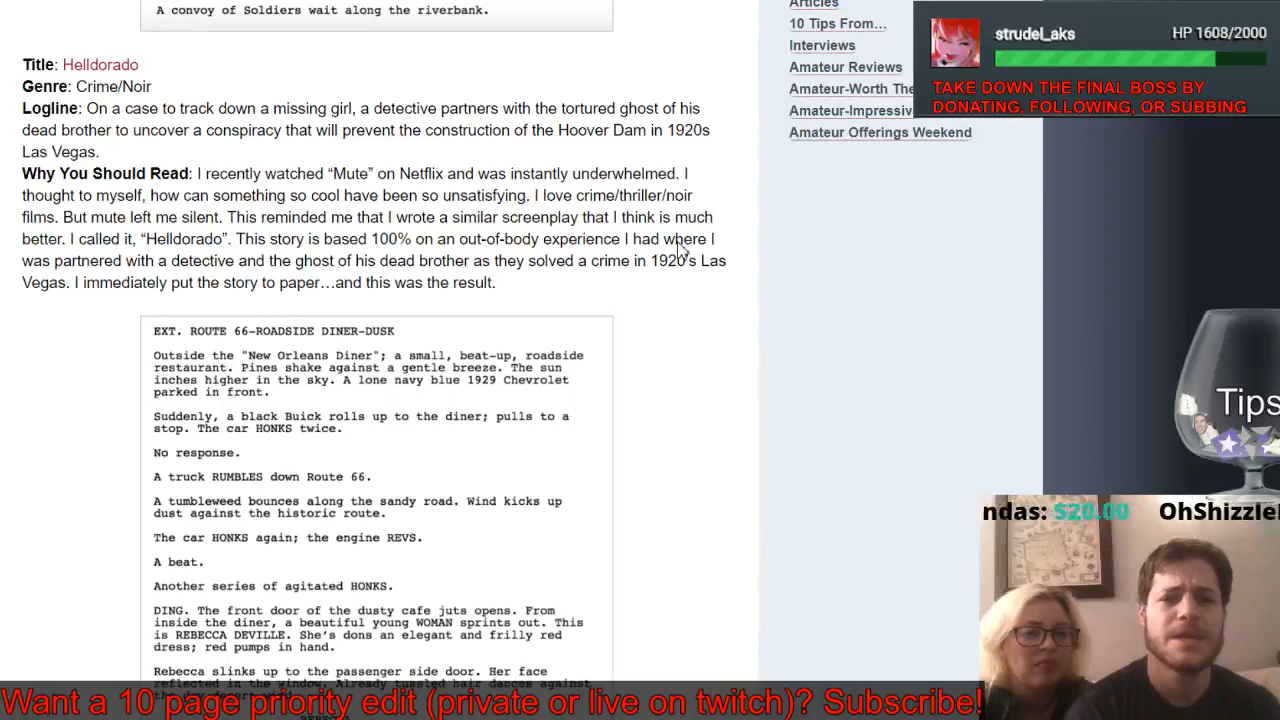 A convoy of Soldiers wait along the riverbank.
Title: Helldorado
Genre: Crime/Noir
Logline: On a case to track down a missing girl, a detective partners with the tortured ghost of his
dead brother to uncover a conspiracy that will prevent the construction of the Hoover Dam in 1920s
Las Vegas.
Why You Should Read: I recently watched “Mute” on Netflix and was instantly underwhelmed. I
thought to myself, how can something so cool have been so unsatisfying. I love crime/thriller/noir
films. But mute left me silent. This reminded me that I wrote a similar screenplay that I think is much
better. I called it, “Helldorado”. This story is based 100% on an out-of-body experience I had where I
was partnered with a detective and the ghost of his dead brother as they solved a crime in 1920's Las
Vegas. I immediately put the story to paper…and this was the result.
EXT. ROUTE 66-ROADSIDE DINER-DUSK
Outside the "New Orleans Diner"; a small, beat-up, roadside
restaurant. Pines shake against a gentle breeze. The sun
inches higher in the sky. A lone navy blue 1929 Chevrolet
parked in front.
Suddenly, a black Buick rolls up to the diner; pulls to a
stop. The car HONKS twice.
No response.
A truck RUMBLES down Route 66.
A tumbleweed bounces along the sandy road. Wind kicks up
dust against the historic route.
The car HONKS again; the engine REVS.
A beat.
Another series of agitated HONKS.
DING. The front door of the dusty cafe juts opens. From
inside the diner, a beautiful young WOMAN sprints out. This
is REBECCA DEVILLE. She's dons an elegant and frilly red
dress; red pumps in hand.
Rebecca slinks up to the passenger side door. Her face
reflected in the window. Already tussled hair dances against
Articles
10 Tips From…
Interviews
Amateur Reviews
Amateur-Worth The
Amateur-Impressiv
Amateur Offerings Weekend
strudel_aks
HP 1608/2000
TAKE DOWN THE FINAL BOSS BY
DONATING, FOLLOWING, OR SUBBING
Tips
ndas: $20.00 OhShizzle
Want a 10 page priority edit (private or live on twitch)? Subscribe!